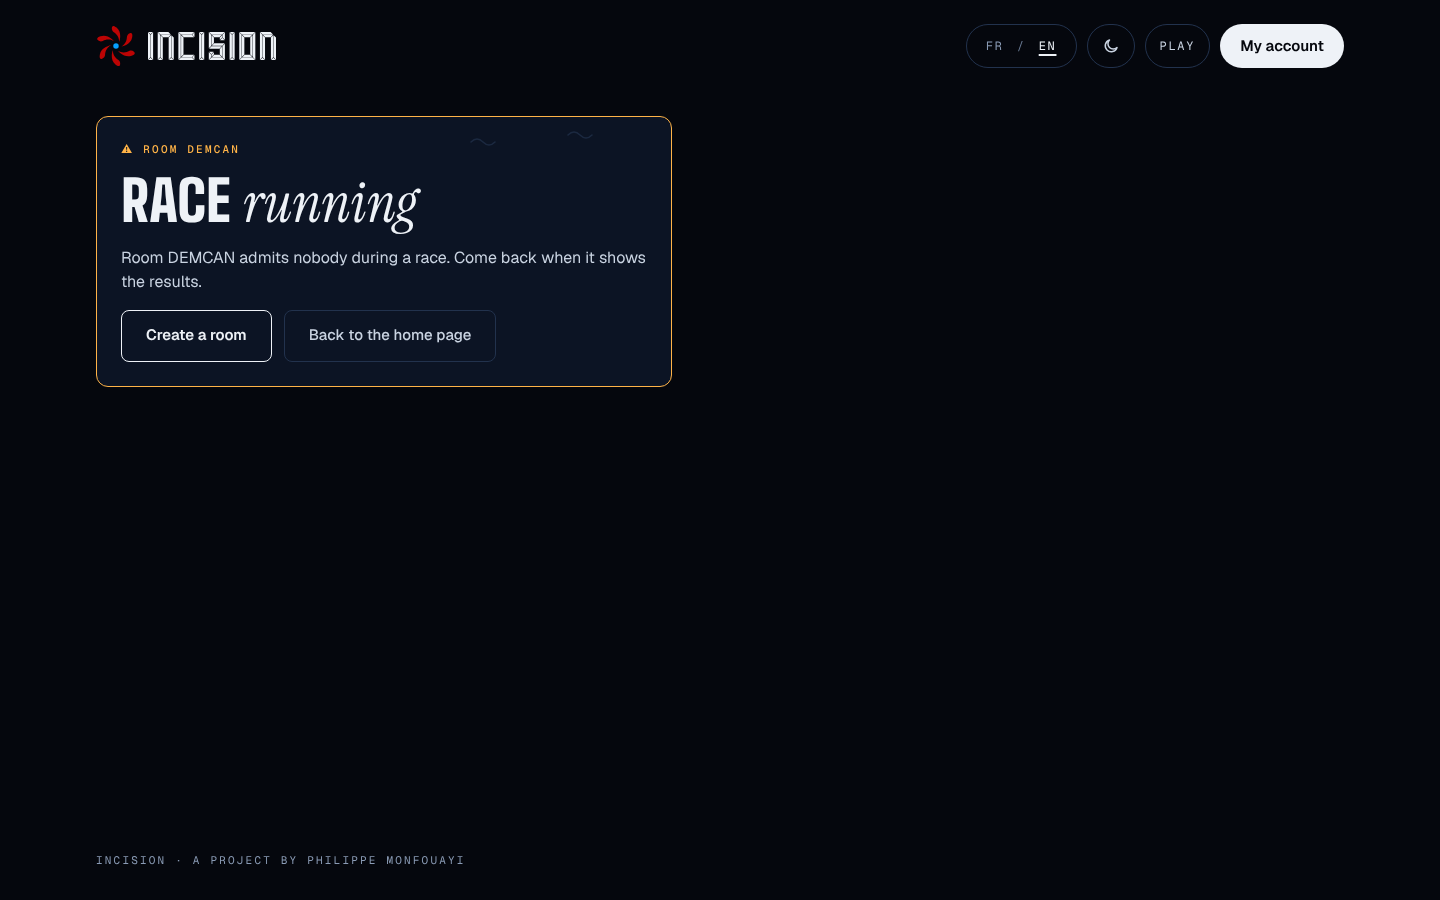 INCISION
FR / EN
PLAY
My account
ROOM DEMCAN
RACE running
Room DEMCAN admits nobody during a race. Come back when it shows
the results.
Create a room
Back to the home page
INCISION · A PROJECT BY PHILIPPE MONFOUAYI